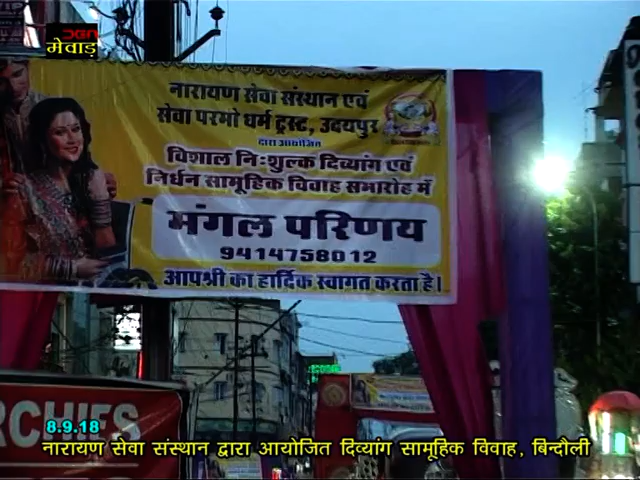 DGN
मेवाड़
नारायण सेवा संस्थान एवं
सेवा परमो धर्म ट्रस्ट, उदयपुर
द्वारा आयोजित
विशाल निःशुल्क दिव्यांग एवं
निर्धन सामूहिक विवाह समारोह में
मंगल परिणय
9414758012
आपश्री का हार्दिक स्वागत करता है।
RCHIES
8.9.18
नारायण सेवा संस्थान द्वारा आयोजित दिव्यांग सामूहिक विवाह, बिन्दौली